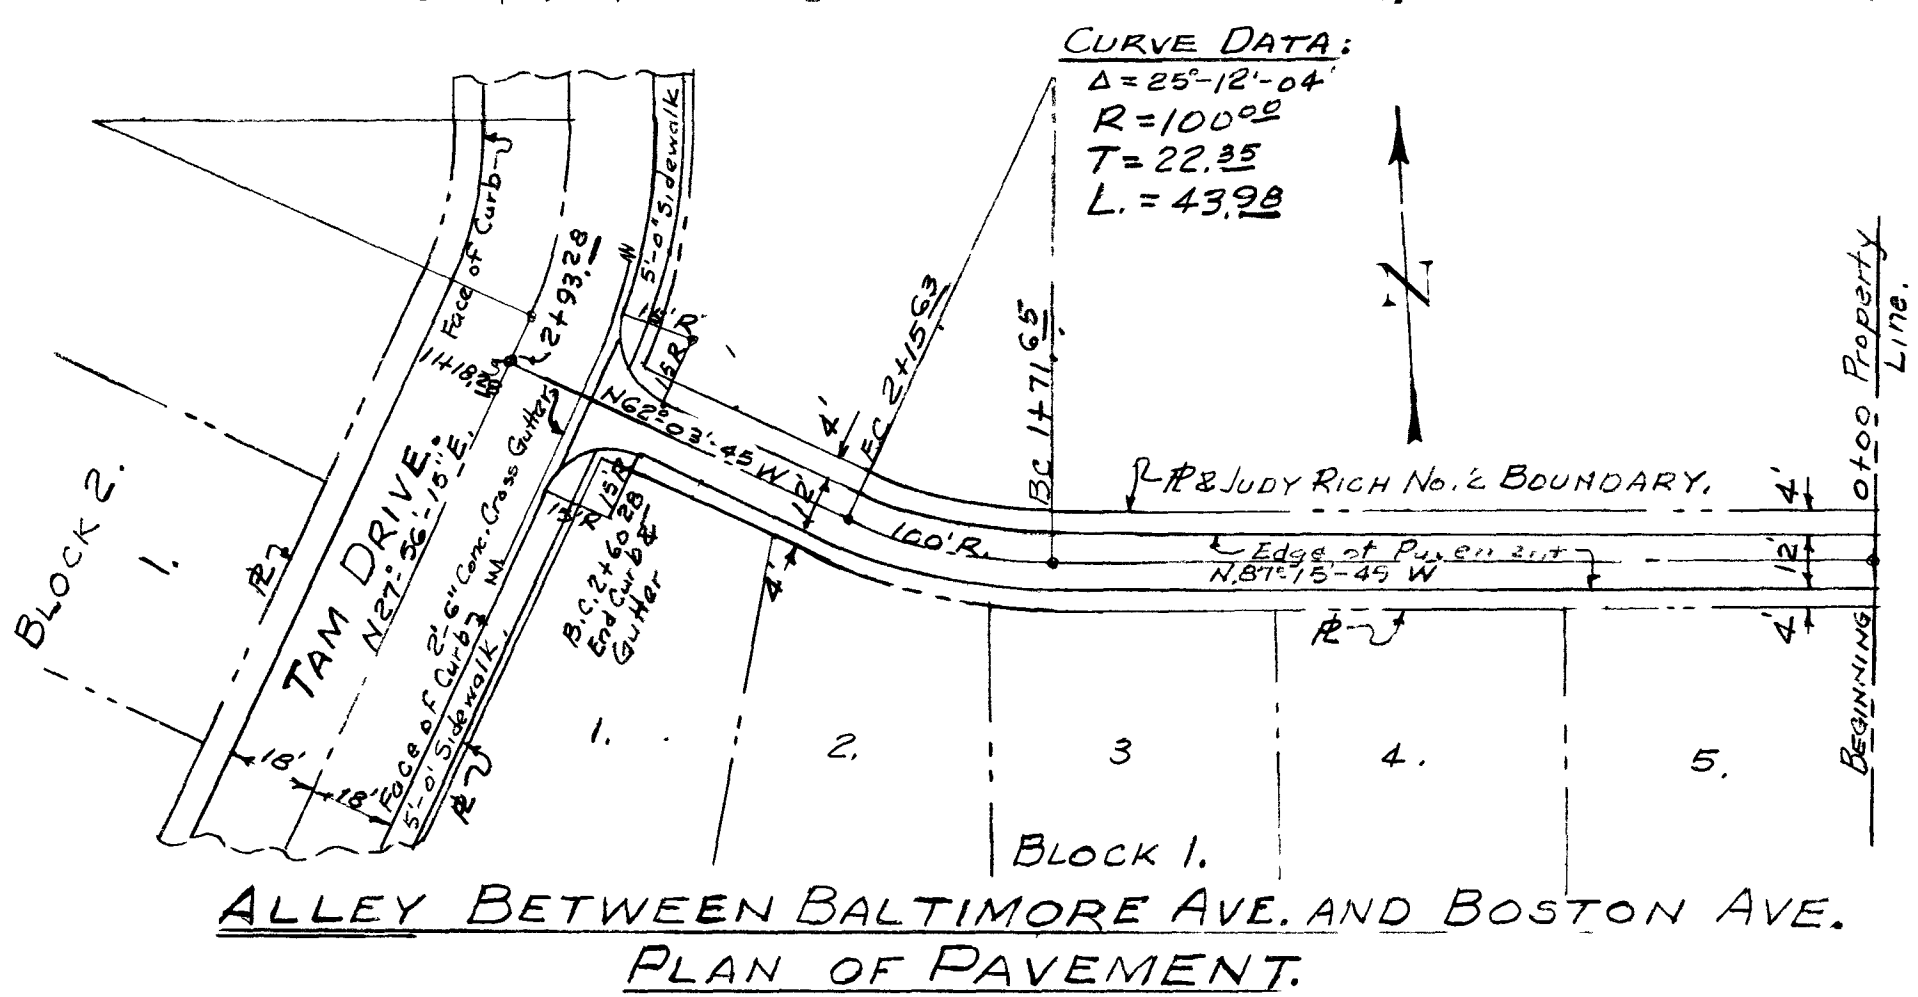 CURVE DATA:
Δ = 25°-12'-04'
R = 100 00
T = 22.35
L. = 43.98
5'-0" Sidewalk
Face of Curb
2+93.28
1+18.28
15'R
15'R
N62°-03'-45 W
2'-6" Conc. Cross Gutter
4'
12'
4'
E.C. 2+15 63
BC 1+71 65
100'R.
N
℄ & JUDY RICH No. 2 BOUNDARY.
Edge of Pavement
N.87°-15'-45 W
4'
12'
4'
PL
BEGINNING 0+00 Property
Line.
BLOCK 2.
1.
PL
TAM DRIVE.
N27°-56'-15" E.
Face of Curb
5'-0' Sidewalk.
PL
18'
18'
15'R
15'R
B.C. 2+60 28
End Curb &
Gutter
1.
2.
3
4.
5.
BLOCK 1.
ALLEY BETWEEN BALTIMORE AVE. AND BOSTON AVE.
PLAN OF PAVEMENT.